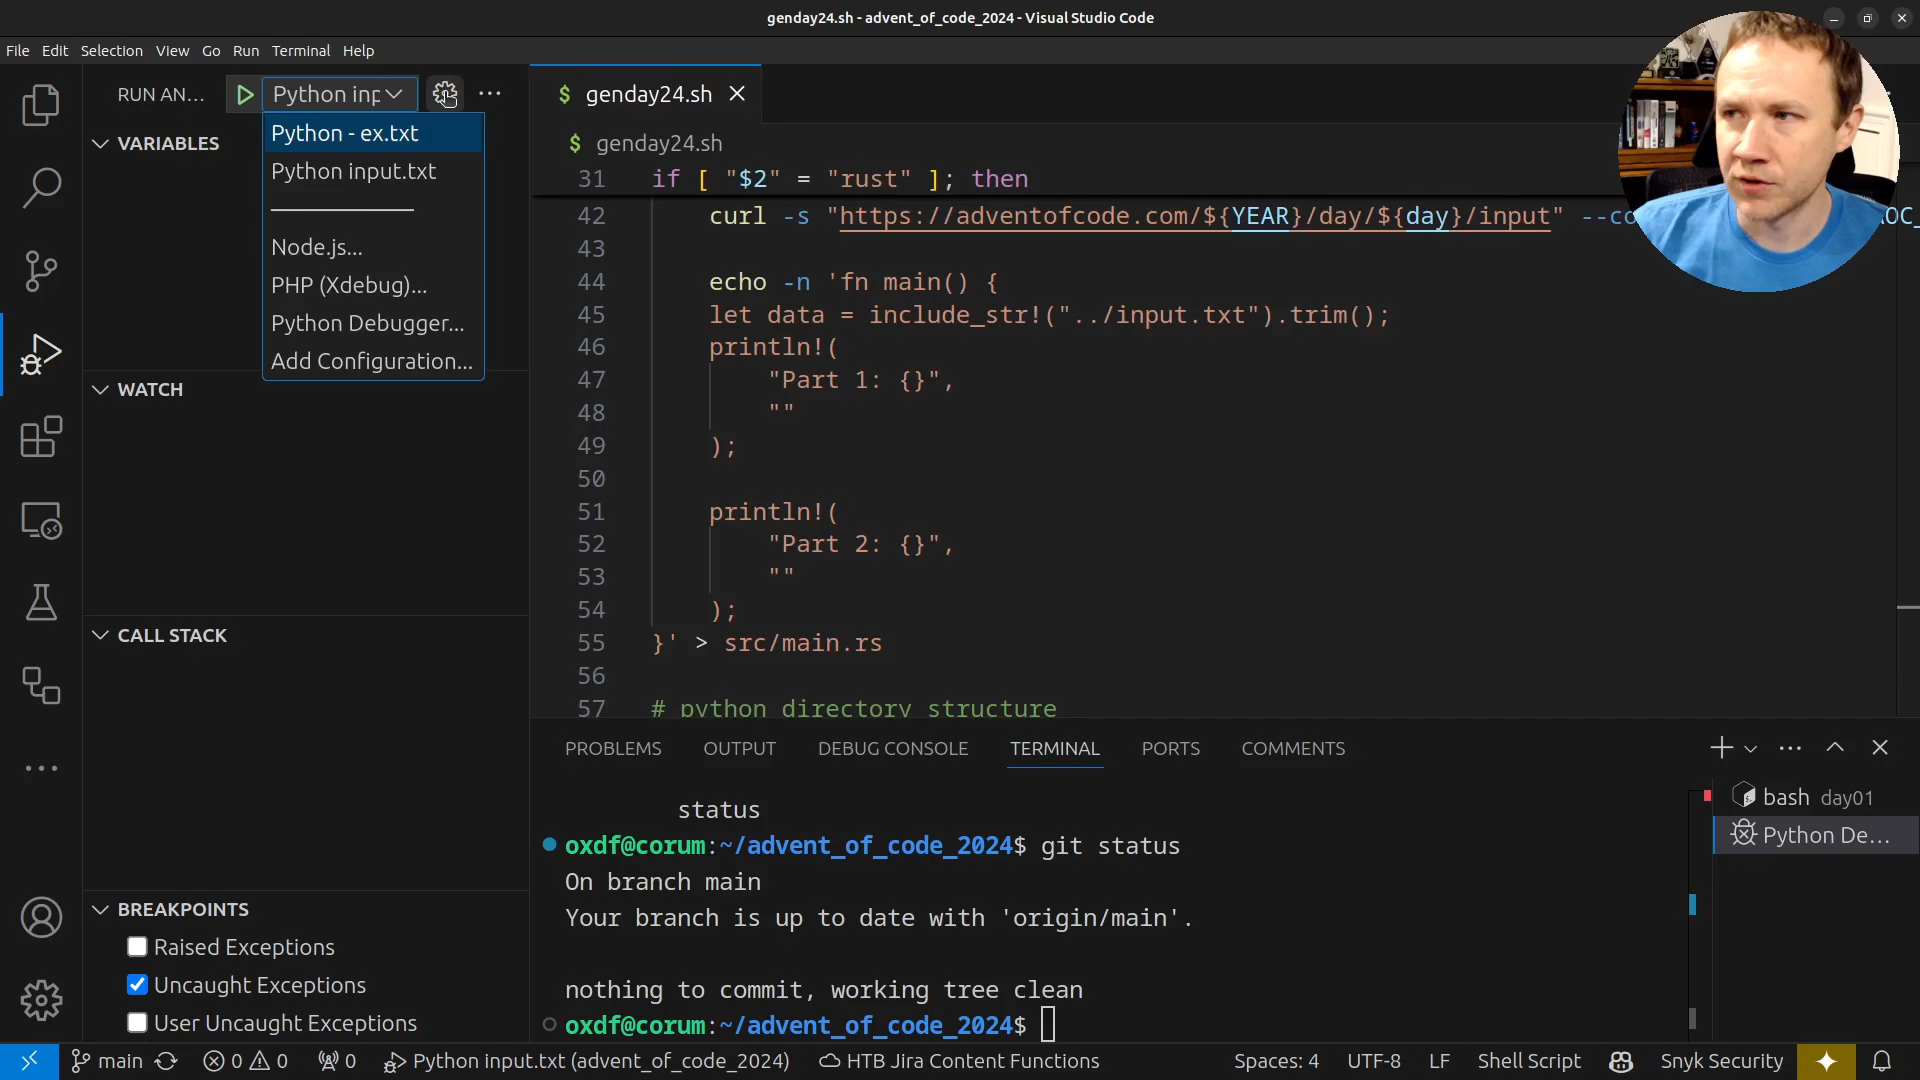 genday24.sh - advent_of_code_2024 - Visual Studio Code
File Edit Selection View Go Run Terminal Help
RUN AN...
Python inp
Python - ex.txt
Python input.txt
Node.js...
PHP (Xdebug)...
Python Debugger...
Add Configuration...
VARIABLES
WATCH
CALL STACK
BREAKPOINTS
Raised Exceptions
Uncaught Exceptions
User Uncaught Exceptions
$ genday24.sh
$ genday24.sh
31 if [ "$2" = "rust" ]; then
42 curl -s "https://adventofcode.com/${YEAR}/day/${day}/input" --co OC_
43
44 echo -n 'fn main() {
45 let data = include_str!("../input.txt").trim();
46 println!(
47 "Part 1: {}",
48 ""
49 );
50
51 println!(
52 "Part 2: {}",
53 ""
54 );
55 }' > src/main.rs
56
57 # python directory structure
PROBLEMS OUTPUT DEBUG CONSOLE TERMINAL PORTS COMMENTS
status
oxdf@corum:~/advent_of_code_2024$ git status
On branch main
Your branch is up to date with 'origin/main'.
nothing to commit, working tree clean
oxdf@corum:~/advent_of_code_2024$
bash day01
Python De...
main 0 0 0 Python input.txt (advent_of_code_2024) HTB Jira Content Functions Spaces: 4 UTF-8 LF Shell Script Snyk Security